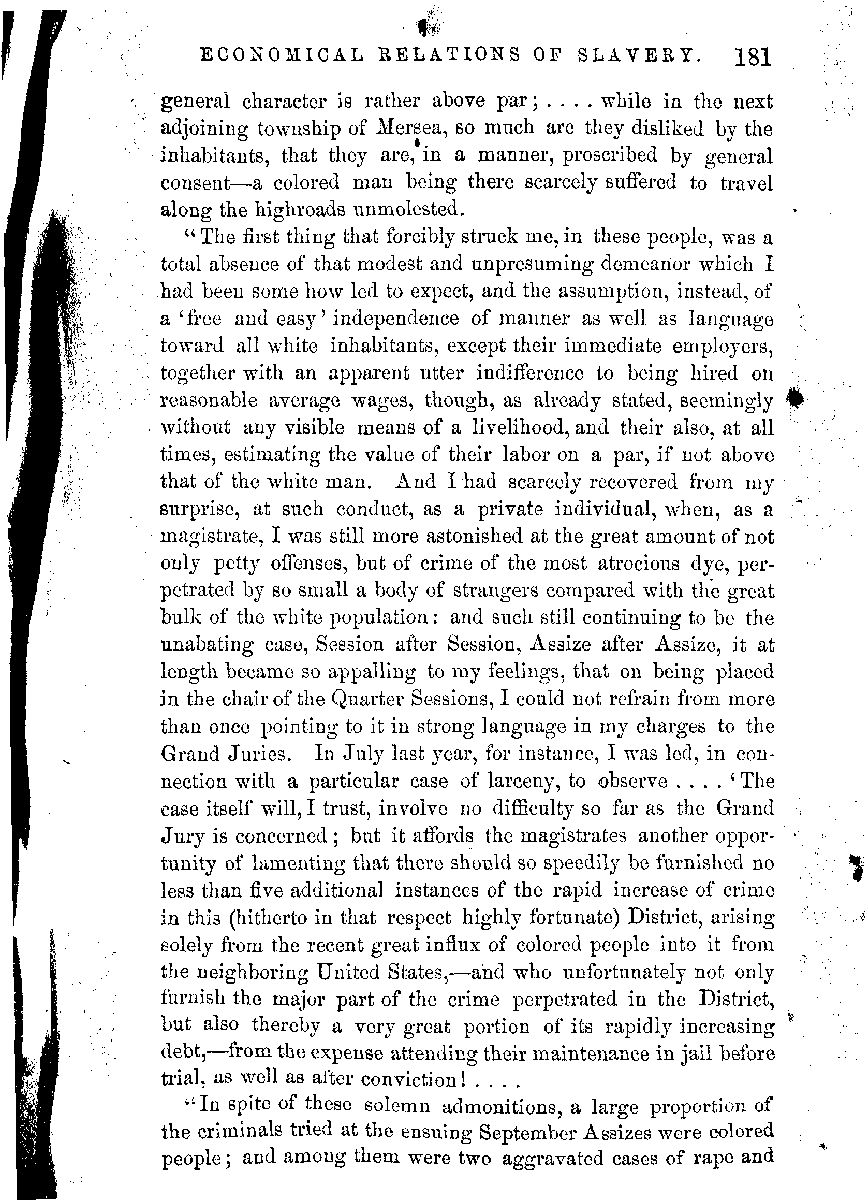 ECONOMICAL RELATIONS OF SLAVERY. 181
general character is rather above par; .... while in the next
adjoining township of Mersea, so much are they disliked by the
inhabitants, that they are, in a manner, proscribed by general
consent—a colored man being there scarcely suffered to travel
along the highroads unmolested.
"The first thing that forcibly struck me, in these people, was a
total absence of that modest and unpresuming demeanor which I
had been some how led to expect, and the assumption, instead, of
a 'free and easy' independence of manner as well as language
toward all white inhabitants, except their immediate employers,
together with an apparent utter indifference to being hired on
reasonable average wages, though, as already stated, seemingly
without any visible means of a livelihood, and their also, at all
times, estimating the value of their labor on a par, if not above
that of the white man. And I had scarcely recovered from my
surprise, at such conduct, as a private individual, when, as a
magistrate, I was still more astonished at the great amount of not
only petty offenses, but of crime of the most atrocious dye, per-
petrated by so small a body of strangers compared with the great
bulk of the white population: and such still continuing to be the
unabating case, Session after Session, Assize after Assize, it at
length became so appalling to my feelings, that on being placed
in the chair of the Quarter Sessions, I could not refrain from more
than once pointing to it in strong language in my charges to the
Grand Juries. In July last year, for instance, I was led, in con-
nection with a particular case of larceny, to observe .... 'The
case itself will, I trust, involve no difficulty so far as the Grand
Jury is concerned; but it affords the magistrates another oppor-
tunity of lamenting that there should so speedily be furnished no
less than five additional instances of the rapid increase of crime
in this (hitherto in that respect highly fortunate) District, arising
solely from the recent great influx of colored people into it from
the neighboring United States,—and who unfortunately not only
furnish the major part of the crime perpetrated in the District,
but also thereby a very great portion of its rapidly increasing
debt,—from the expense attending their maintenance in jail before
trial, as well as after conviction! ....
"In spite of these solemn admonitions, a large proportion of
the criminals tried at the ensuing September Assizes were colored
people; and among them were two aggravated cases of rape and